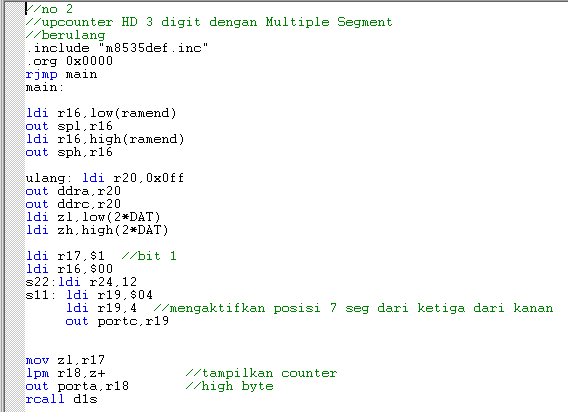 //no 2
//upcounter HD 3 digit dengan Multiple Segment
//berulang
.include "m8535def.inc"
.org 0x0000
rjmp main
main:
ldi r16,low(ramend)
out spl,r16
ldi r16,high(ramend)
out sph,r16
ulang: ldi r20,0x0ff
out ddra,r20
out ddrc,r20
ldi zl,low(2*DAT)
ldi zh,high(2*DAT)
ldi r17,$1 //bit 1
ldi r16,$00
s22:ldi r24,12
s11: ldi r19,$04
ldi r19,4 //mengaktifkan posisi 7 seg dari ketiga dari kanan
out portc,r19
mov zl,r17
lpm r18,z+ //tampilkan counter
out porta,r18 //high byte
rcall d1s